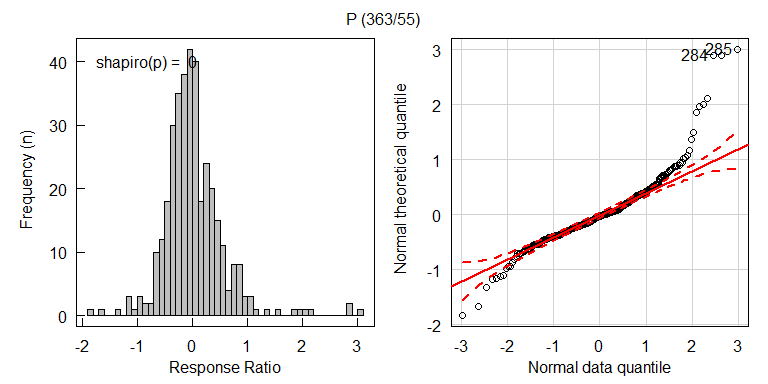 P (363/55)
shapiro(p) = 0
Frequency (n)
40
30
20
10
0
-2 -1 0 1 2 3
Response Ratio
284 285
Normal theoretical quantile
3
2
1
0
-1
-2
-3 -2 -1 0 1 2 3
Normal data quantile